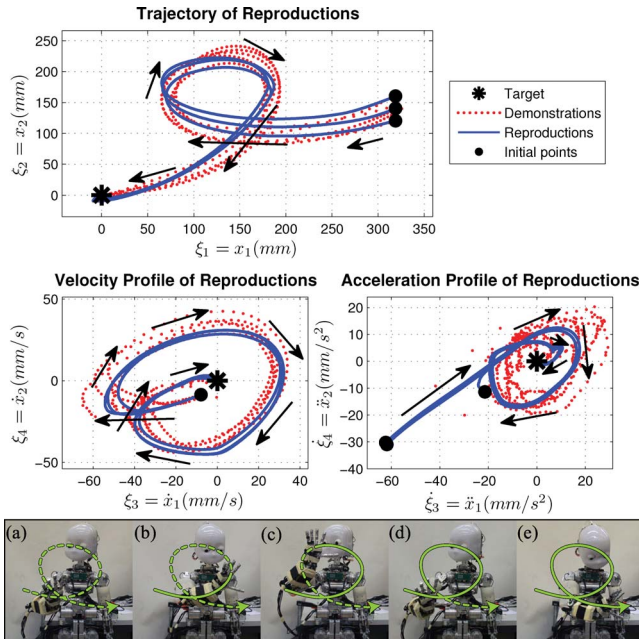 Trajectory of Reproductions
250
200
150
100
50
0
0 50 100 150 200 250 300 350
ξ₂ = x₂(mm)
ξ₁ = x₁(mm)
Target
Demonstrations
Reproductions
Initial points
Velocity Profile of Reproductions
50
0
−50
−60 −40 −20 0 20 40
ξ₄ = ẋ₂(mm/s)
ξ₃ = ẋ₁(mm/s)
Acceleration Profile of Reproductions
20
10
0
−10
−20
−30
−40
−60 −40 −20 0 20
ξ̇₄ = ẍ₂(mm/s²)
ξ̇₃ = ẍ₁(mm/s²)
(a) (b) (c) (d) (e)